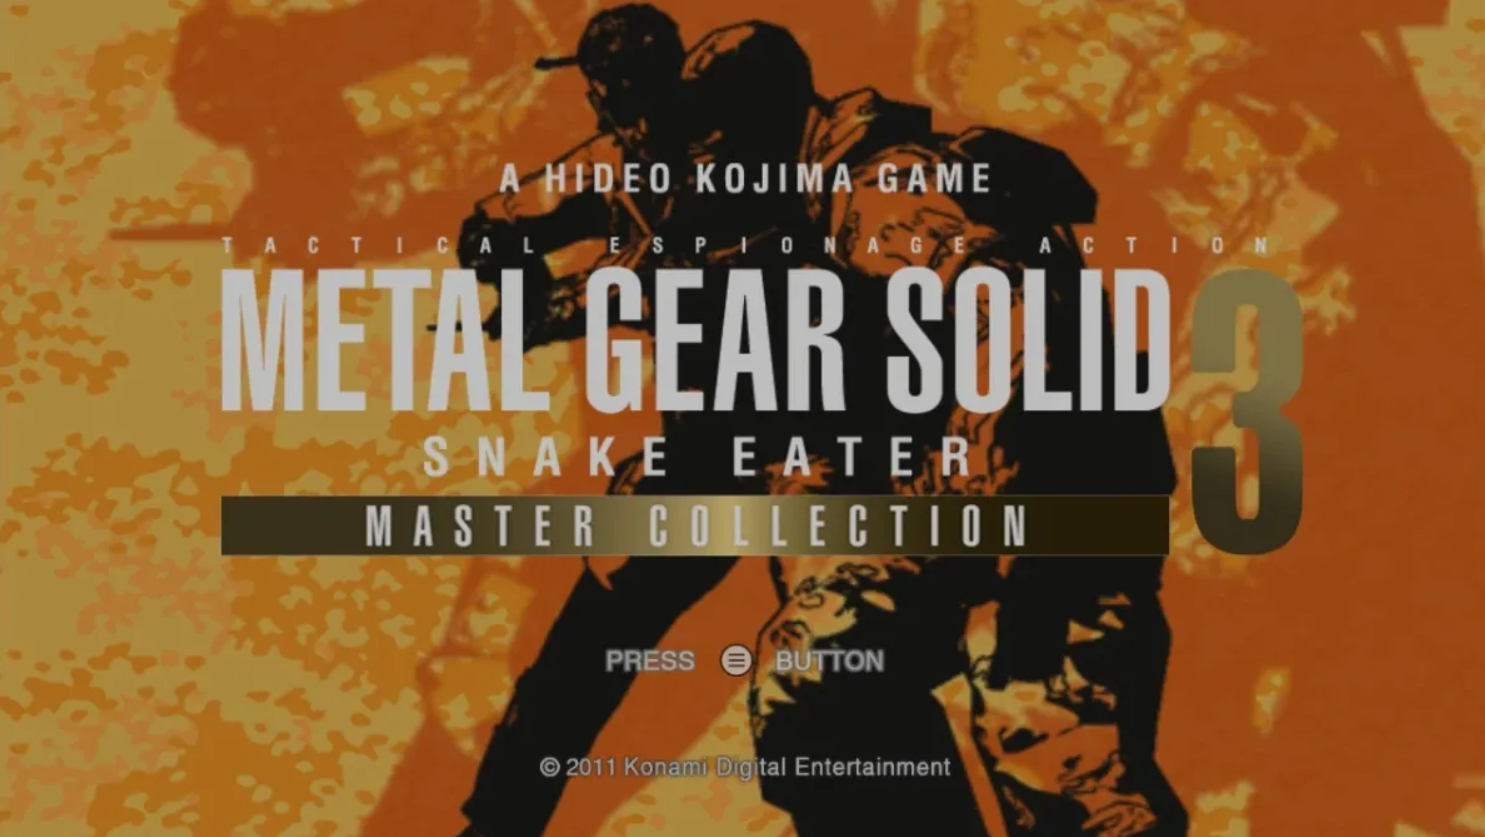 A HIDEO KOJIMA GAME
TACTICAL ESPIONAGE ACTION
METAL GEAR SOLID 3
SNAKE EATER
MASTER COLLECTION
PRESS BUTTON
© 2011 Konami Digital Entertainment